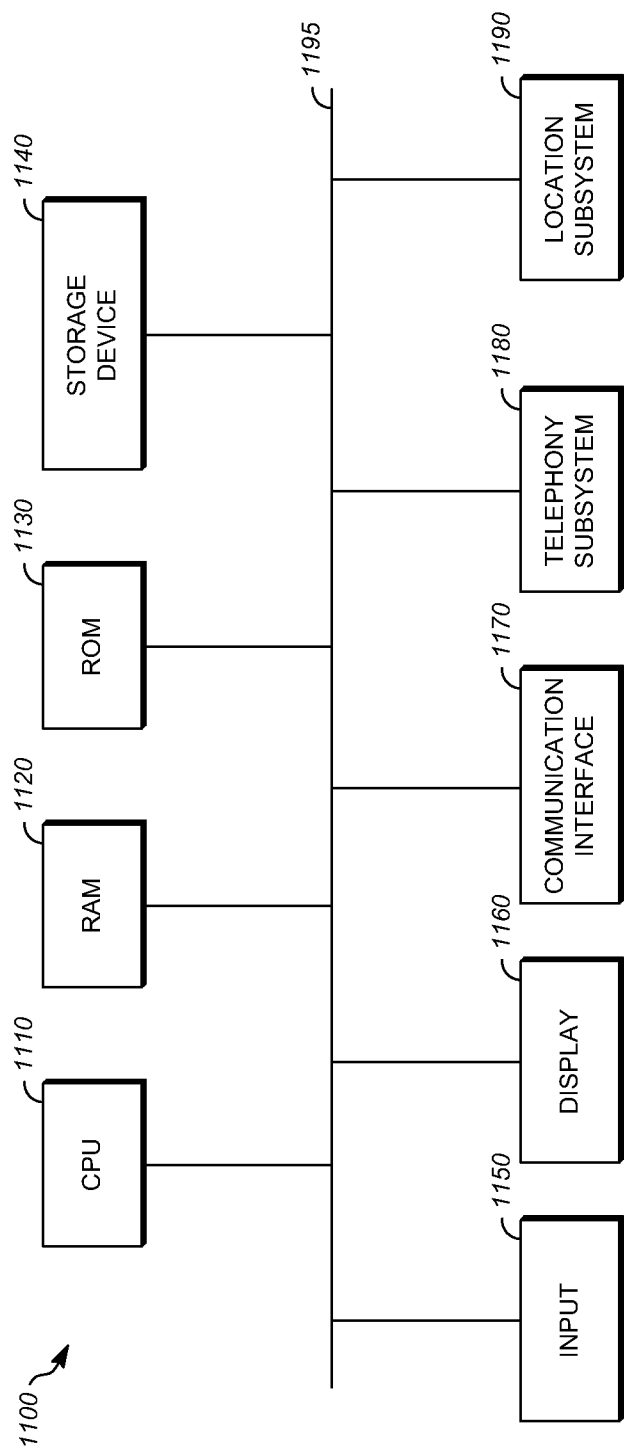 1100
1110
CPU
1120
RAM
1130
ROM
1140
STORAGE
DEVICE
1195
1150
INPUT
1160
DISPLAY
1170
COMMUNICATION
INTERFACE
1180
TELEPHONY
SUBSYSTEM
1190
LOCATION
SUBSYSTEM